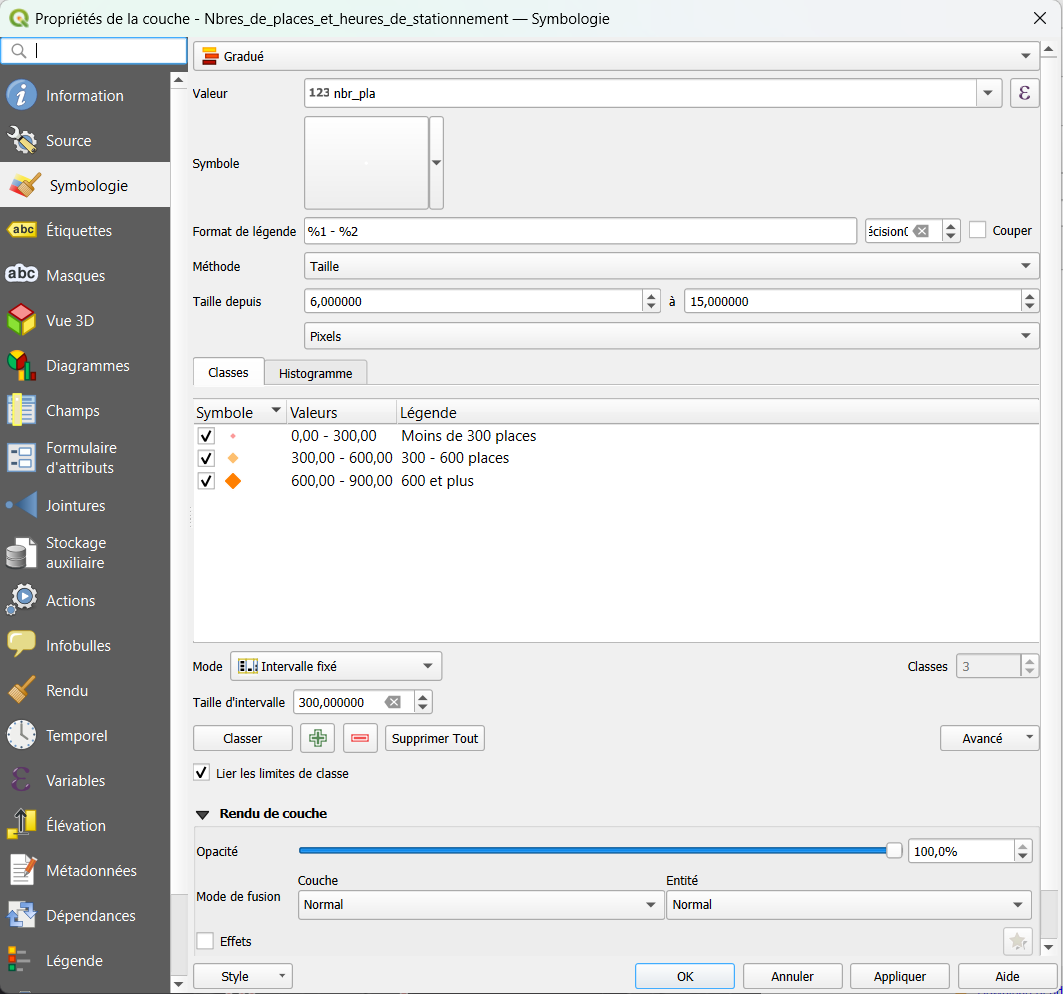 Propriétés de la couche - Nbres_de_places_et_heures_de_stationnement — Symbologie
Information
Source
Symbologie
abc Étiquettes
abc Masques
Vue 3D
Diagrammes
Champs
Formulaire
d'attributs
Jointures
Stockage
auxiliaire
Actions
Infobulles
Rendu
Temporel
ε Variables
Élévation
Métadonnées
Dépendances
Légende
Gradué
Valeur 123 nbr_pla ε
Symbole
Format de légende %1 - %2 écision0 Couper
Méthode Taille
Taille depuis 6,000000 à 15,000000
Pixels
Classes Histogramme
Symbole Valeurs Légende
0,00 - 300,00 Moins de 300 places
300,00 - 600,00 300 - 600 places
600,00 - 900,00 600 et plus
Mode Intervalle fixé Classes 3
Taille d'intervalle 300,000000
Classer Supprimer Tout Avancé
Lier les limites de classe
Rendu de couche
Opacité 100,0%
Couche Entité
Mode de fusion Normal Normal
Effets
Style OK Annuler Appliquer Aide